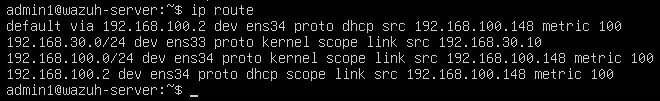 admin1@wazuh-server:~$ ip route
default via 192.168.100.2 dev ens34 proto dhcp src 192.168.100.148 metric 100
192.168.30.0/24 dev ens33 proto kernel scope link src 192.168.30.10
192.168.100.0/24 dev ens34 proto kernel scope link src 192.168.100.148 metric 100
192.168.100.2 dev ens34 proto dhcp scope link src 192.168.100.148 metric 100
admin1@wazuh-server:~$ _